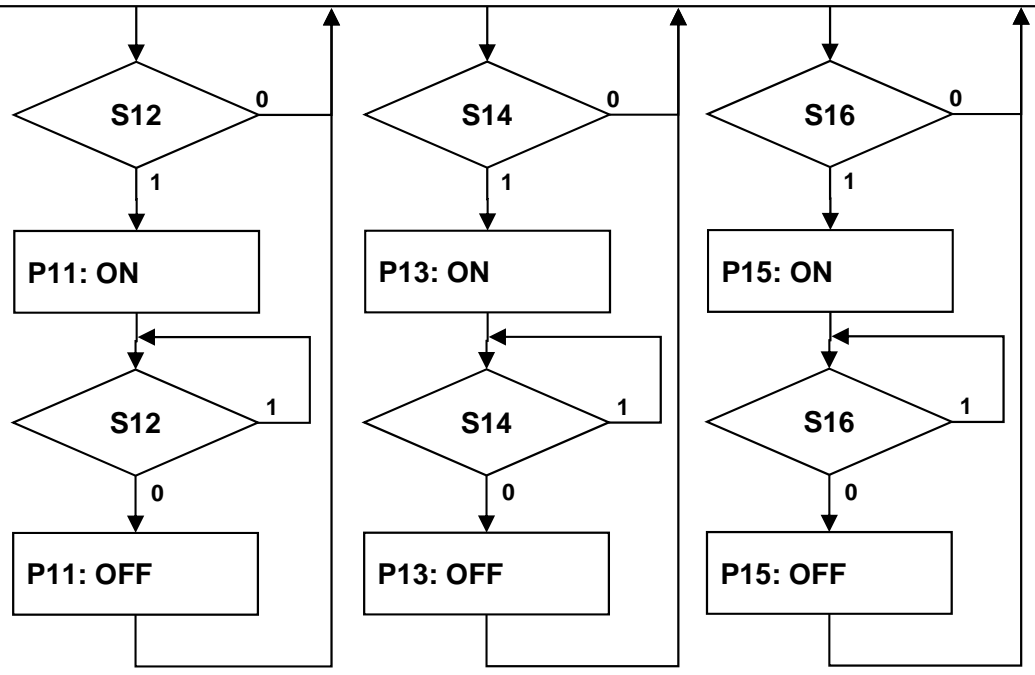 S12
0
1
P11: ON
S12
1
0
P11: OFF
S14
0
1
P13: ON
S14
1
0
P13: OFF
S16
0
1
P15: ON
S16
1
0
P15: OFF